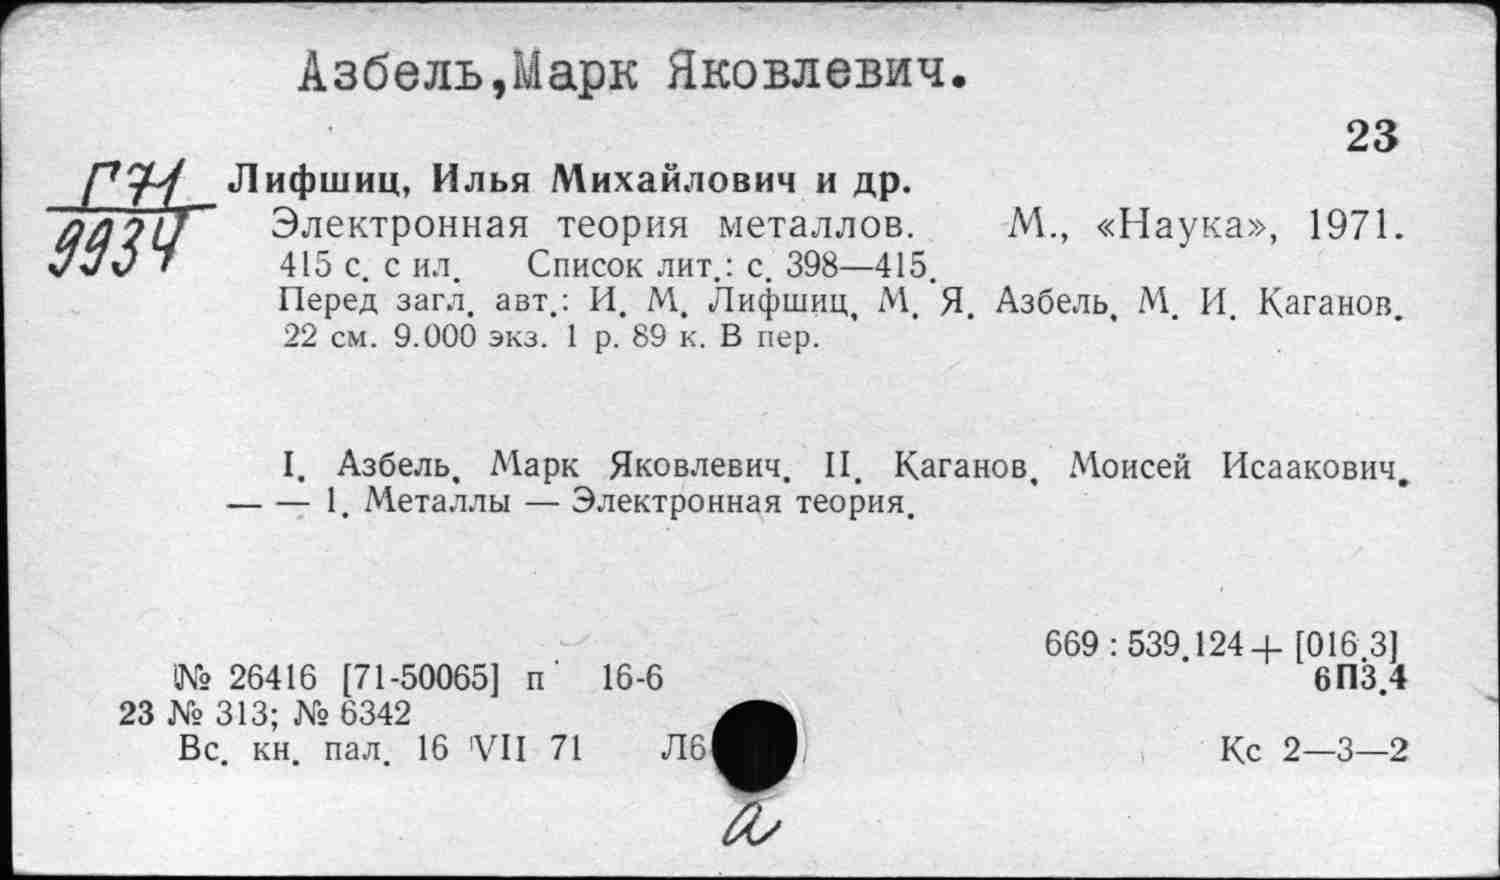 Азбель,Марк Яковлевич.
23
Г71
9934
Лифшиц, Илья Михайлович и др.
Электронная теория металлов. М., «Наука», 1971.
415 с. с ил. Список лит.: с. 398—415.
Перед загл. авт.: И. М. Лифшиц, М. Я. Азбель, М. И. Каганов.
22 см. 9.000 экз. 1 р. 89 к. В пер.
I. Азбель, Марк Яковлевич. II. Каганов, Моисей Исаакович.
— — 1. Металлы — Электронная теория.
669 : 539.124 + [016.3]
№ 26416 [71-50065] п 16-6
6П3.4
23 № 313; № 6342
Вс. кн. пал. 16 VII 71 Л6
Кс 2—3—2
а